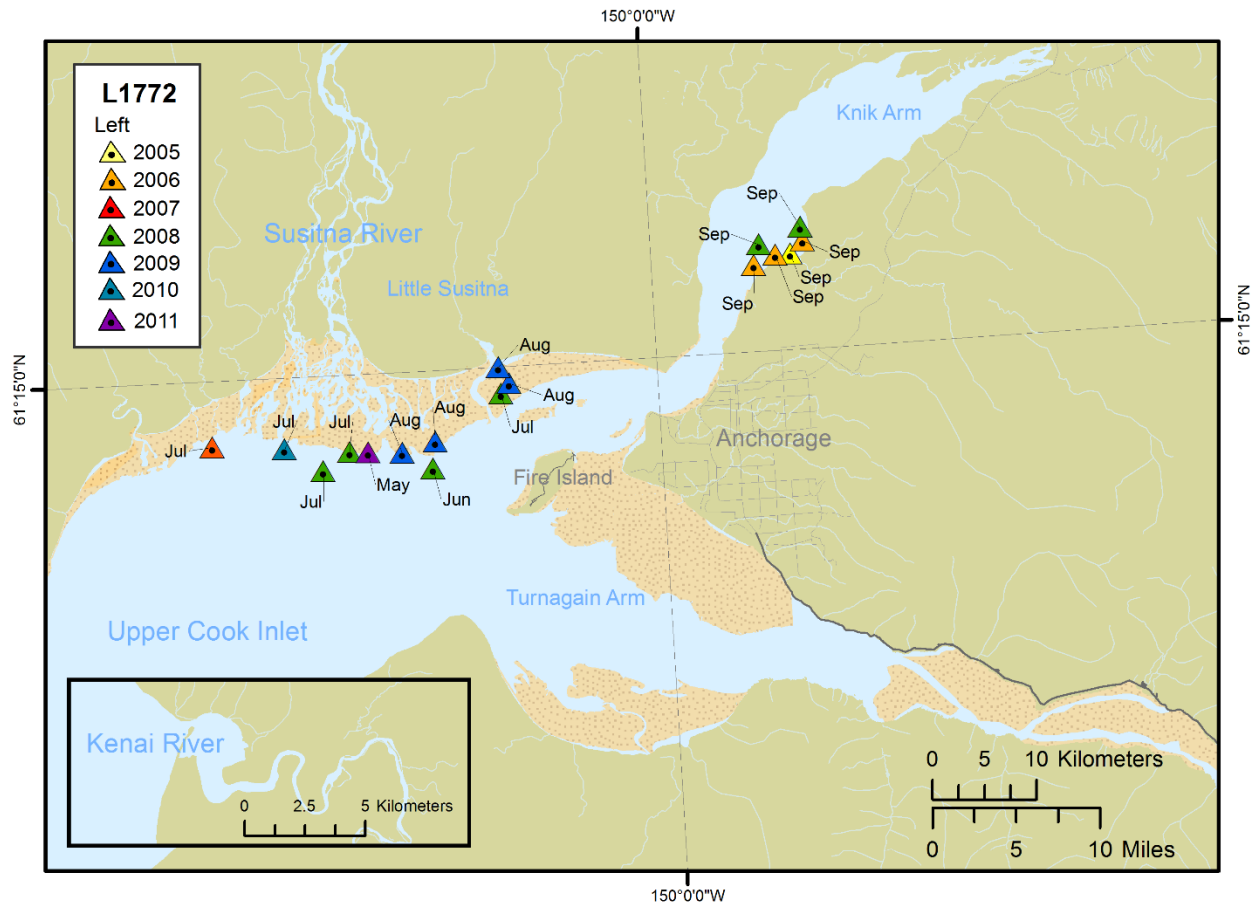 150°0'0"W
L1772
Left
2005
2006
2007
2008
2009
2010
2011
Knik Arm
Sep
Sep
Sep
Sep
Sep
Sep
Susitna River
Little Susitna
61°15'0"N
61°15'0"N
Aug
Aug
Jul
Jul
Jul
Jul
Aug
Aug
Jul
May
Jun
Anchorage
Fire Island
Turnagain Arm
Upper Cook Inlet
Kenai River
0 2.5 5 Kilometers
0 5 10 Kilometers
0 5 10 Miles
150°0'0"W